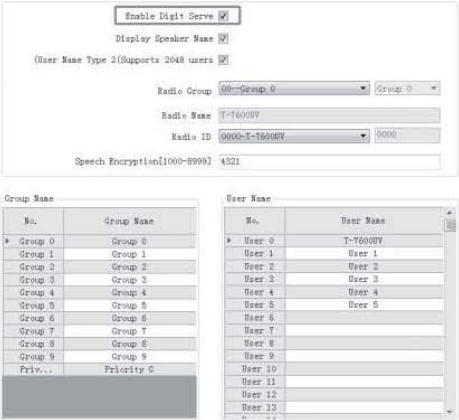 Enable Digit Serve
Display Speaker Name
(User Name Type 2(Supports 2048 users
Radio Group 00--Group 0 Group 0
Radio Name T-7600UV
Radio ID 0000-T-7600UV 0000
Speech Encryption[1000-8999] 4321
Group Name
No. Group Name
Group 0 Group 0
Group 1 Group 1
Group 2 Group 2
Group 3 Group 3
Group 4 Group 4
Group 5 Group 5
Group 6 Group 6
Group 7 Group 7
Group 8 Group 8
Group 9 Group 9
Priv... Priority G
User Name
No. User Name
User 0 T-7600UV
User 1 User 1
User 2 User 2
User 3 User 3
User 4 User 4
User 5 User 5
User 6
User 7
User 8
User 9
User 10
User 11
User 12
User 13